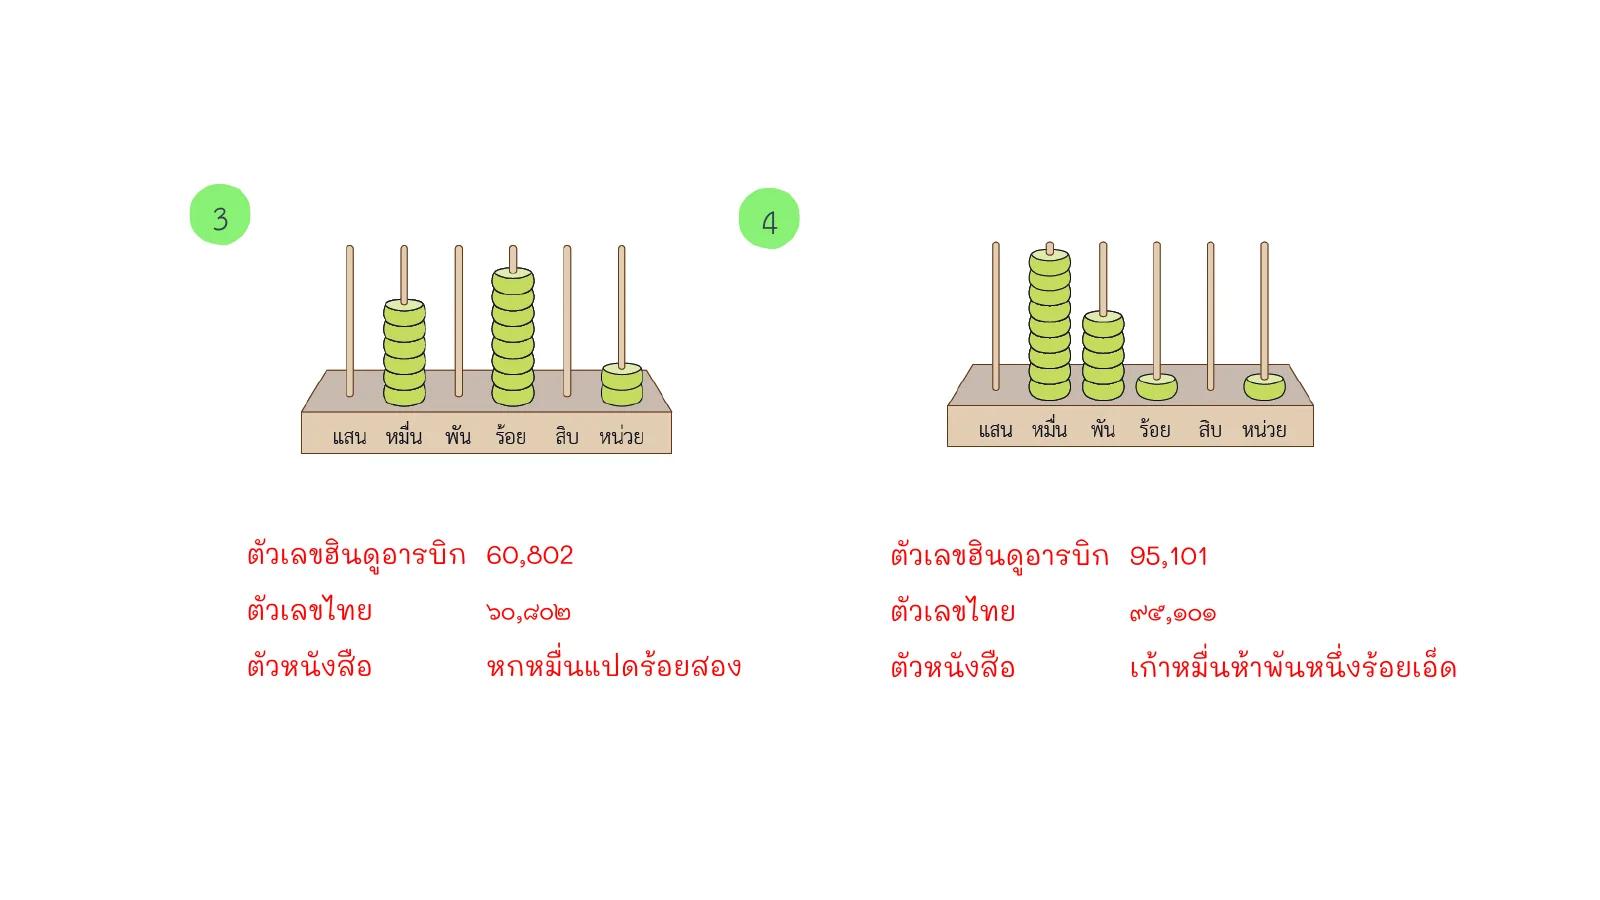 3
แสน หมื่น พัน ร้อย สิบ หน่วย
ตัวเลขฮินดูอารบิก 60,802
ตัวเลขไทย ๖๐,๘๐๒
ตัวหนังสือ หกหมื่นแปดร้อยสอง
4
แสน หมื่น พัน ร้อย สิบ หน่วย
ตัวเลขฮินดูอารบิก 95,101
ตัวเลขไทย ๙๕,๑๐๑
ตัวหนังสือ เก้าหมื่นห้าพันหนึ่งร้อยเอ็ด